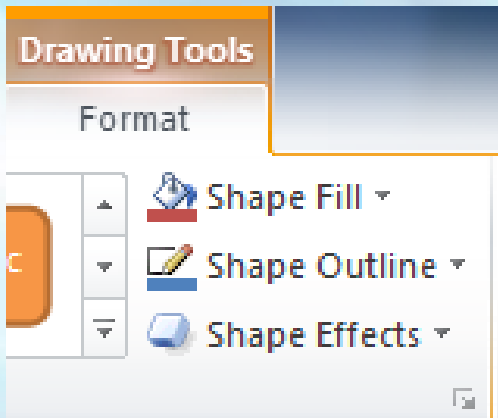 Drawing Tools
Format
Shape Fill
Shape Outline
Shape Effects